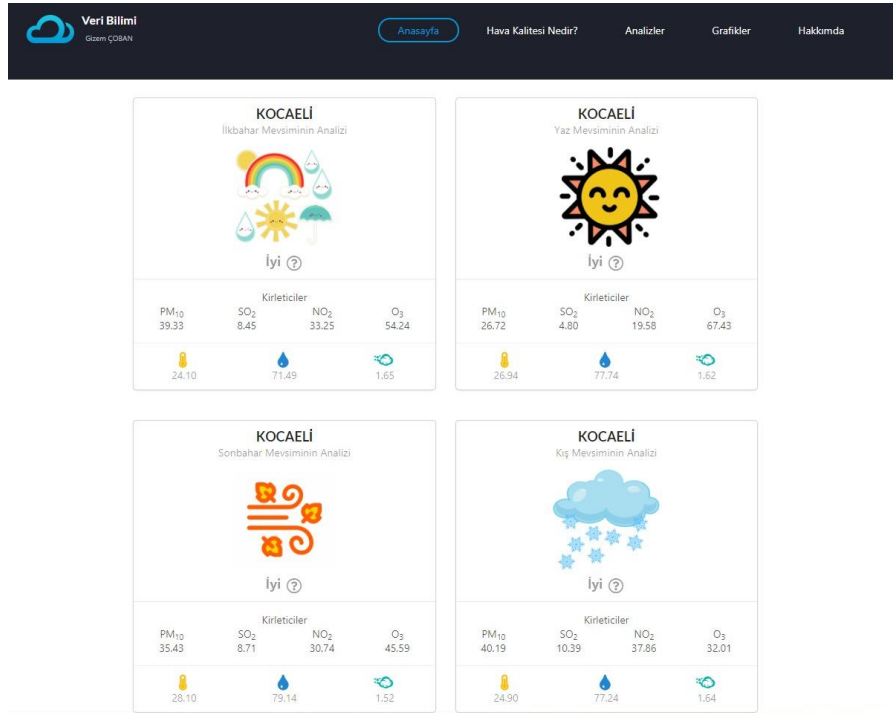 Veri Bilimi
Gizem ÇOBAN
Anasayfa Hava Kalitesi Nedir? Analizler Grafikler Hakkımda
KOCAELİ
İlkbahar Mevsiminin Analizi
İyi ?
Kirleticiler
PM₁₀ SO₂ NO₂ O₃
39.33 8.45 33.25 54.24
24.10 71.49 1.65
KOCAELİ
Yaz Mevsiminin Analizi
İyi ?
Kirleticiler
PM₁₀ SO₂ NO₂ O₃
26.72 4.80 19.58 67.43
26.94 77.74 1.62
KOCAELİ
Sonbahar Mevsiminin Analizi
İyi ?
Kirleticiler
PM₁₀ SO₂ NO₂ O₃
35.43 8.71 30.74 45.59
28.10 79.14 1.52
KOCAELİ
Kış Mevsiminin Analizi
İyi ?
Kirleticiler
PM₁₀ SO₂ NO₂ O₃
40.19 10.39 37.86 32.01
24.90 77.24 1.64